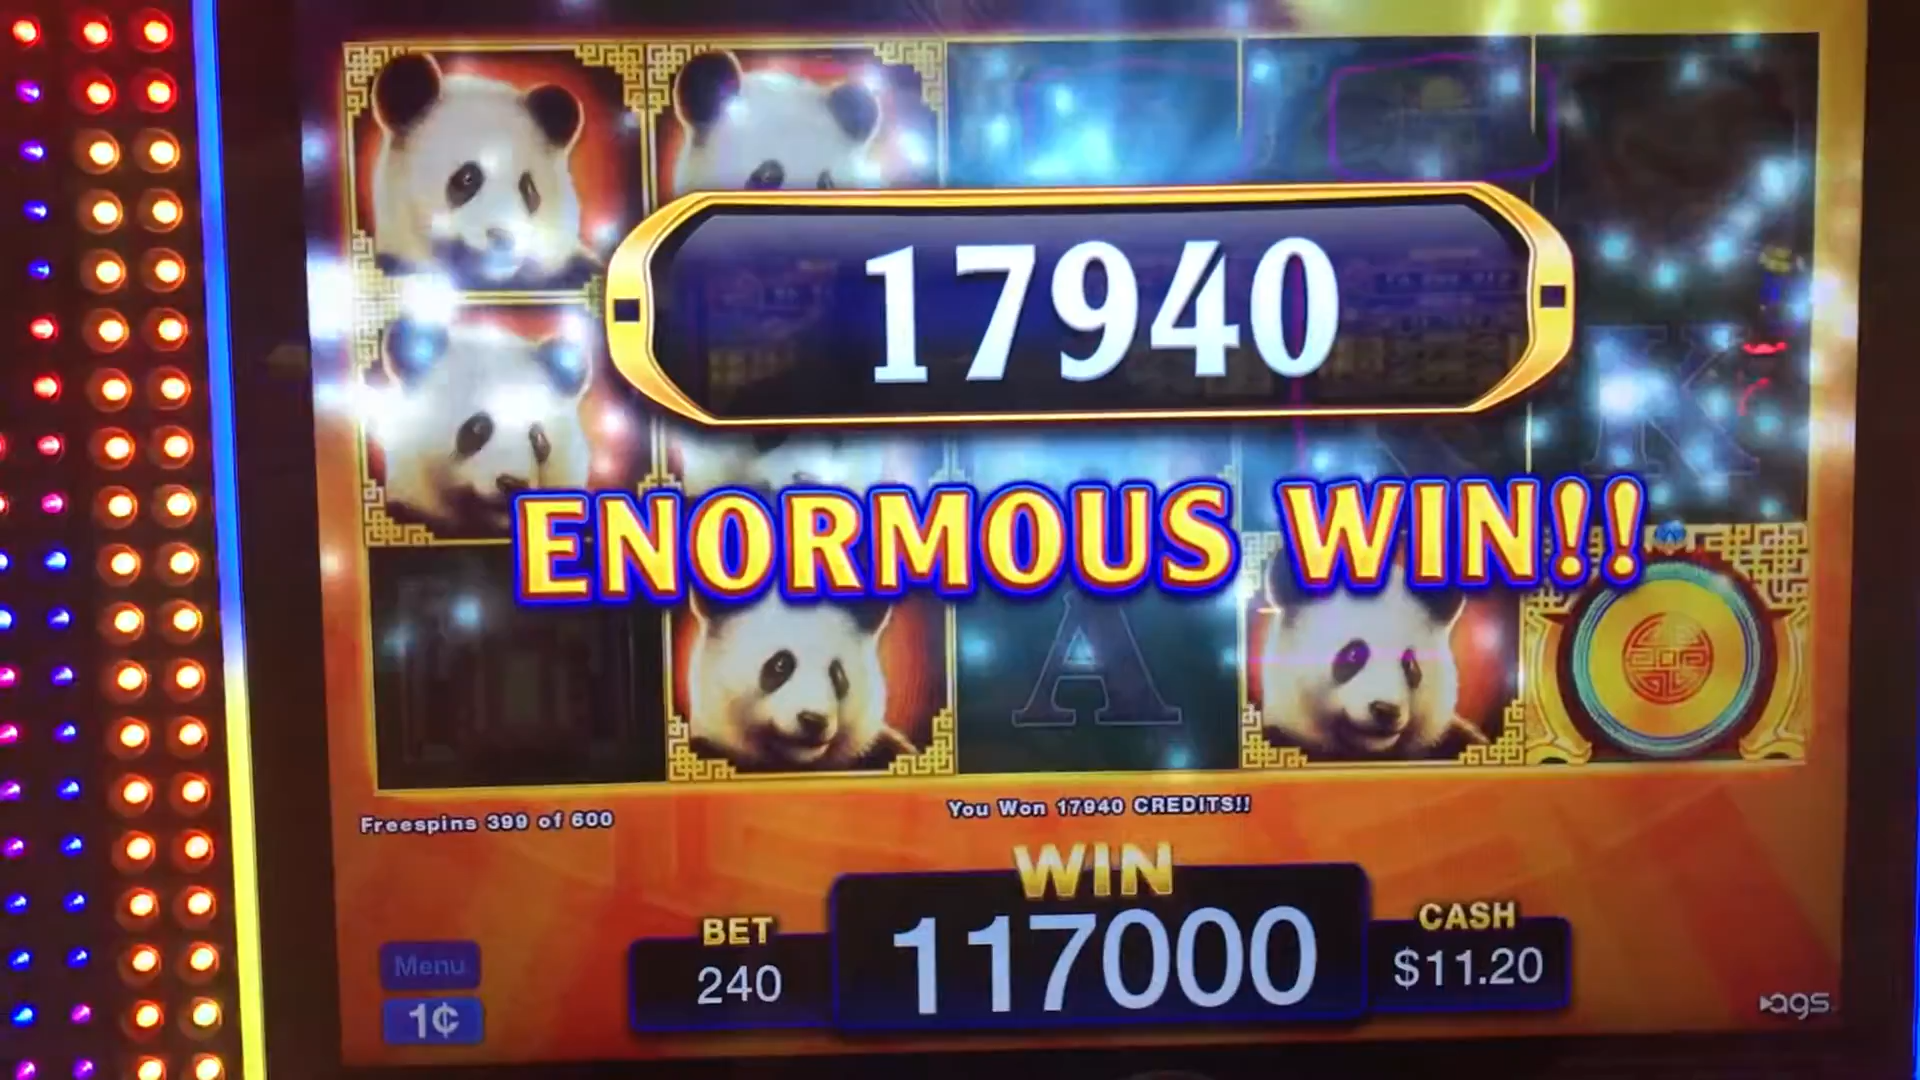 17940
ENORMOUS WIN!!
K
A
Freespins 399 of 600
You Won 17940 CREDITS!!
WIN
117000
BET
240
CASH
$11.20
Menu
1¢
ags